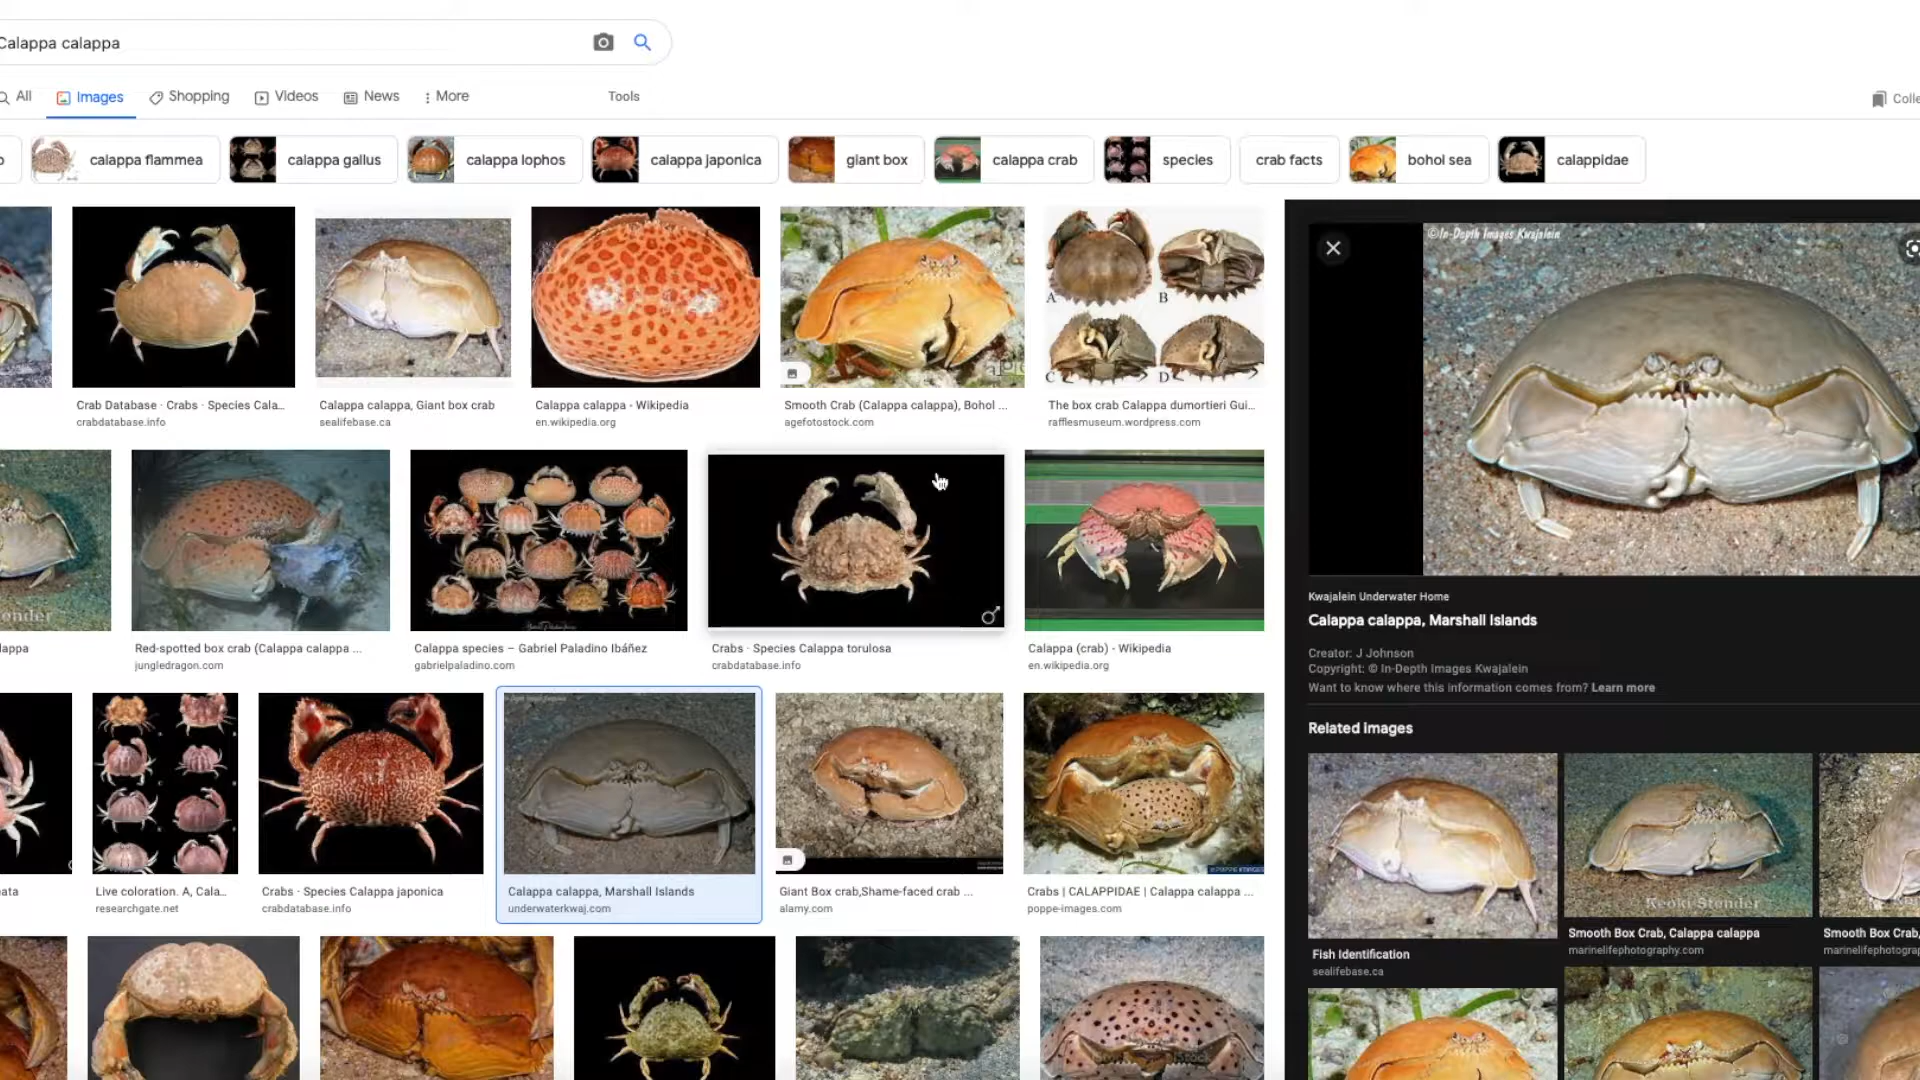 Calappa calappa
All
Images
Shopping
Videos
News
More
Tools
Colle
calappa flammea
calappa gallus
calappa lophos
calappa japonica
giant box
calappa crab
species
crab facts
bohol sea
calappidae
A
B
C
D
Crab Database · Crabs · Species Cala...
crabdatabase.info
Calappa calappa, Giant box crab
sealifebase.ca
Calappa calappa - Wikipedia
en.wikipedia.org
Smooth Crab (Calappa calappa), Bohol ...
agefotostock.com
The box crab Calappa dumortieri Gui...
rafflesmuseum.wordpress.com
©In-Depth Images Kwajalein
lappa
Red-spotted box crab (Calappa calappa ...
jungledragon.com
Calappa species – Gabriel Paladino Ibáñez
gabrielpaladino.com
Crabs · Species Calappa torulosa
crabdatabase.info
Calappa (crab) - Wikipedia
en.wikipedia.org
Kwajalein Underwater Home
Calappa calappa, Marshall Islands
Creator: J Johnson
Copyright: © In-Depth Images Kwajalein
Want to know where this information comes from? Learn more
Related images
Live coloration. A, Cala...
researchgate.net
Crabs · Species Calappa japonica
crabdatabase.info
Calappa calappa, Marshall Islands
underwaterkwaj.com
Giant Box crab,Shame-faced crab ...
alamy.com
Crabs | CALAPPIDAE | Calappa calappa ...
poppe-images.com
Keoki Stender
Fish Identification
sealifebase.ca
Smooth Box Crab, Calappa calappa
marinelifephotography.com
Smooth Box Crab,
marinelifephotograp